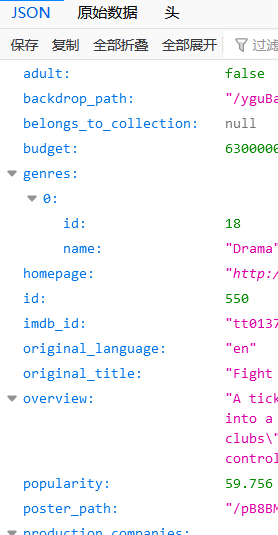 JSON 原始数据 头
保存 复制 全部折叠 全部展开 过滤
adult: false
backdrop_path: "/yguBa
belongs_to_collection: null
budget: 6300000
genres:
0:
id: 18
name: "Drama"
homepage: "http:/
id: 550
imdb_id: "tt0137
original_language: "en"
original_title: "Fight
overview: "A tick
into a
clubs\"
control
popularity: 59.756
poster_path: "/pB8BM
production_companies: